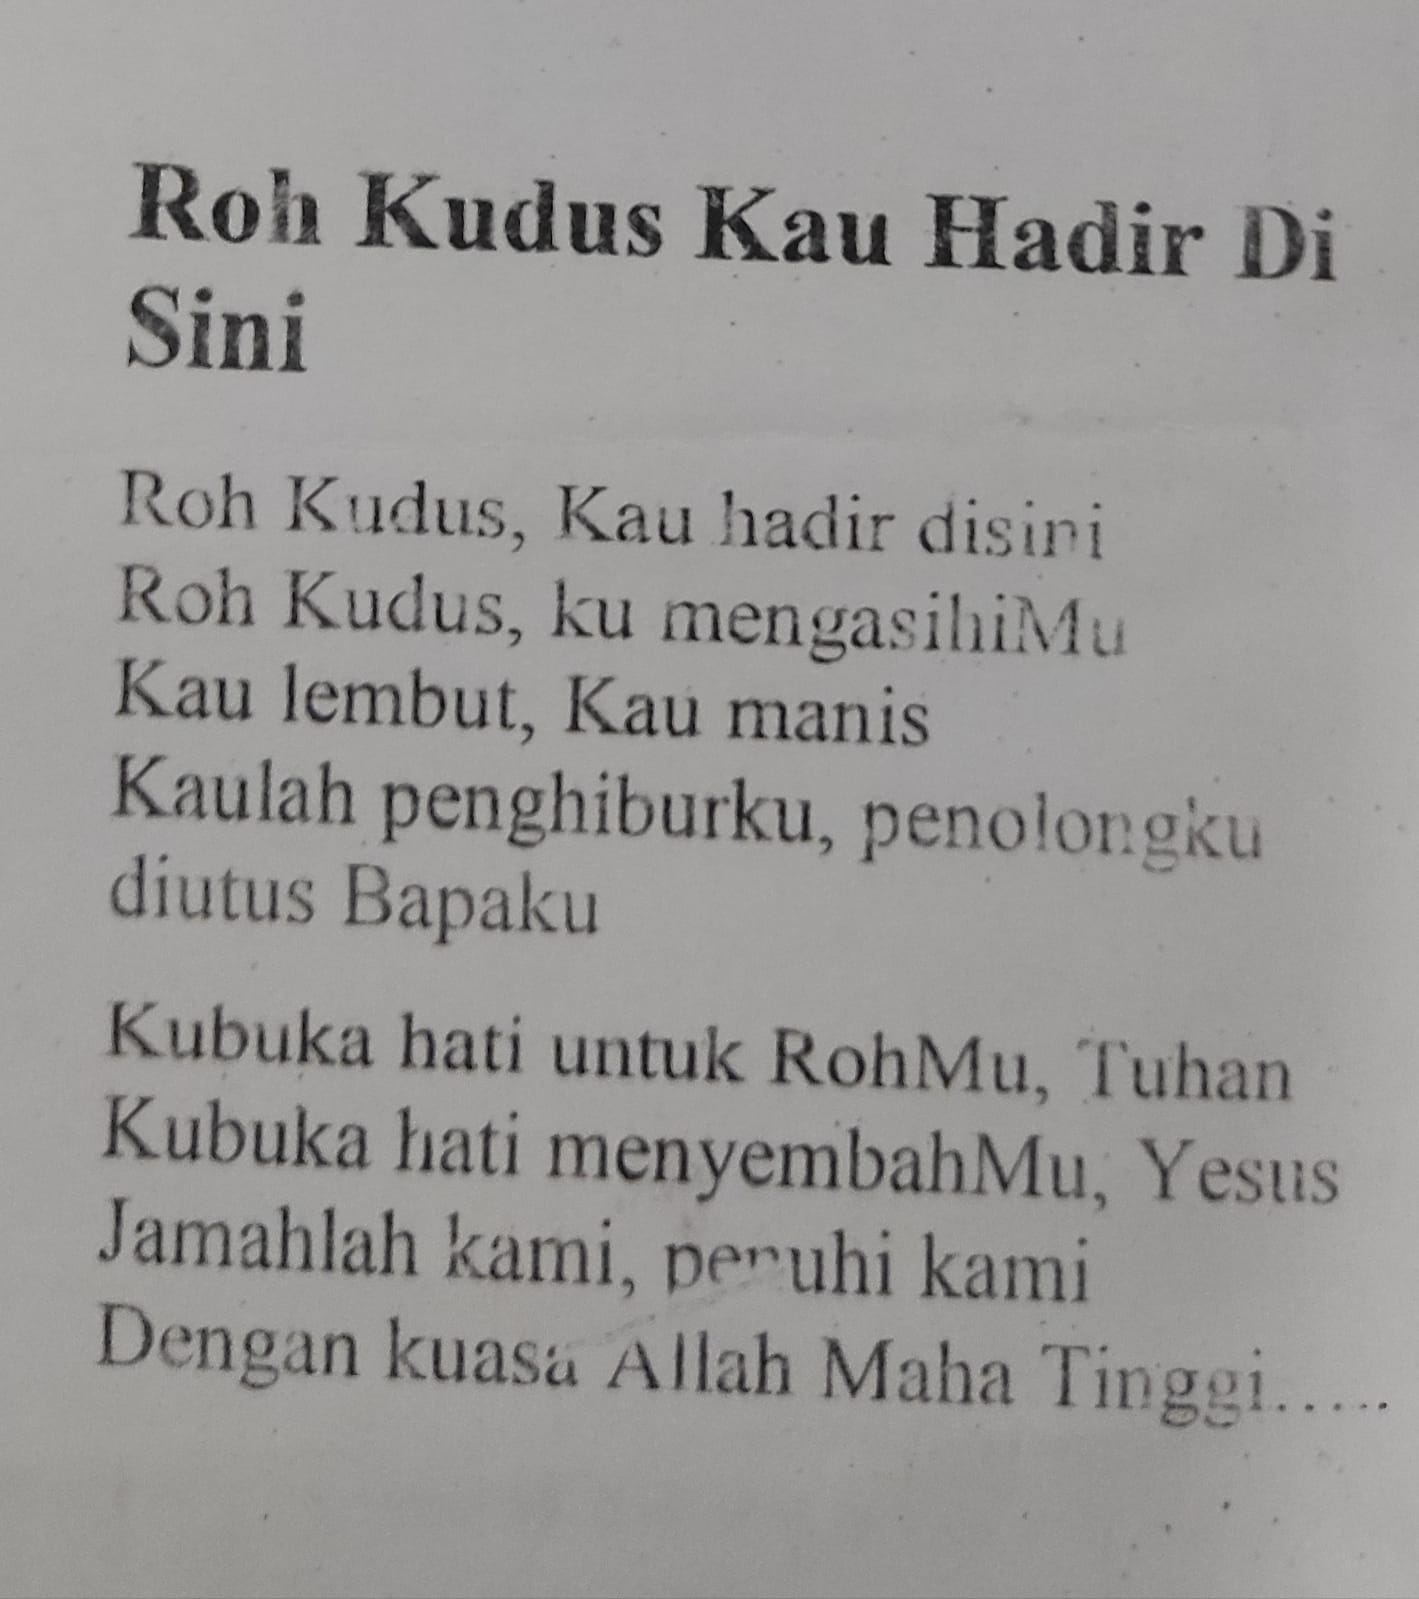 Roh Kudus Kau Hadir Di
Sini
Roh Kudus, Kau hadir disini
Roh Kudus, ku mengasihiMu
Kau lembut, Kau manis
Kaulah penghiburku, penolongku
diutus Bapaku
Kubuka hati untuk RohMu, Tuhan
Kubuka hati menyembahMu, Yesus
Jamahlah kami, penuhi kami
Dengan kuasa Allah Maha Tinggi.....